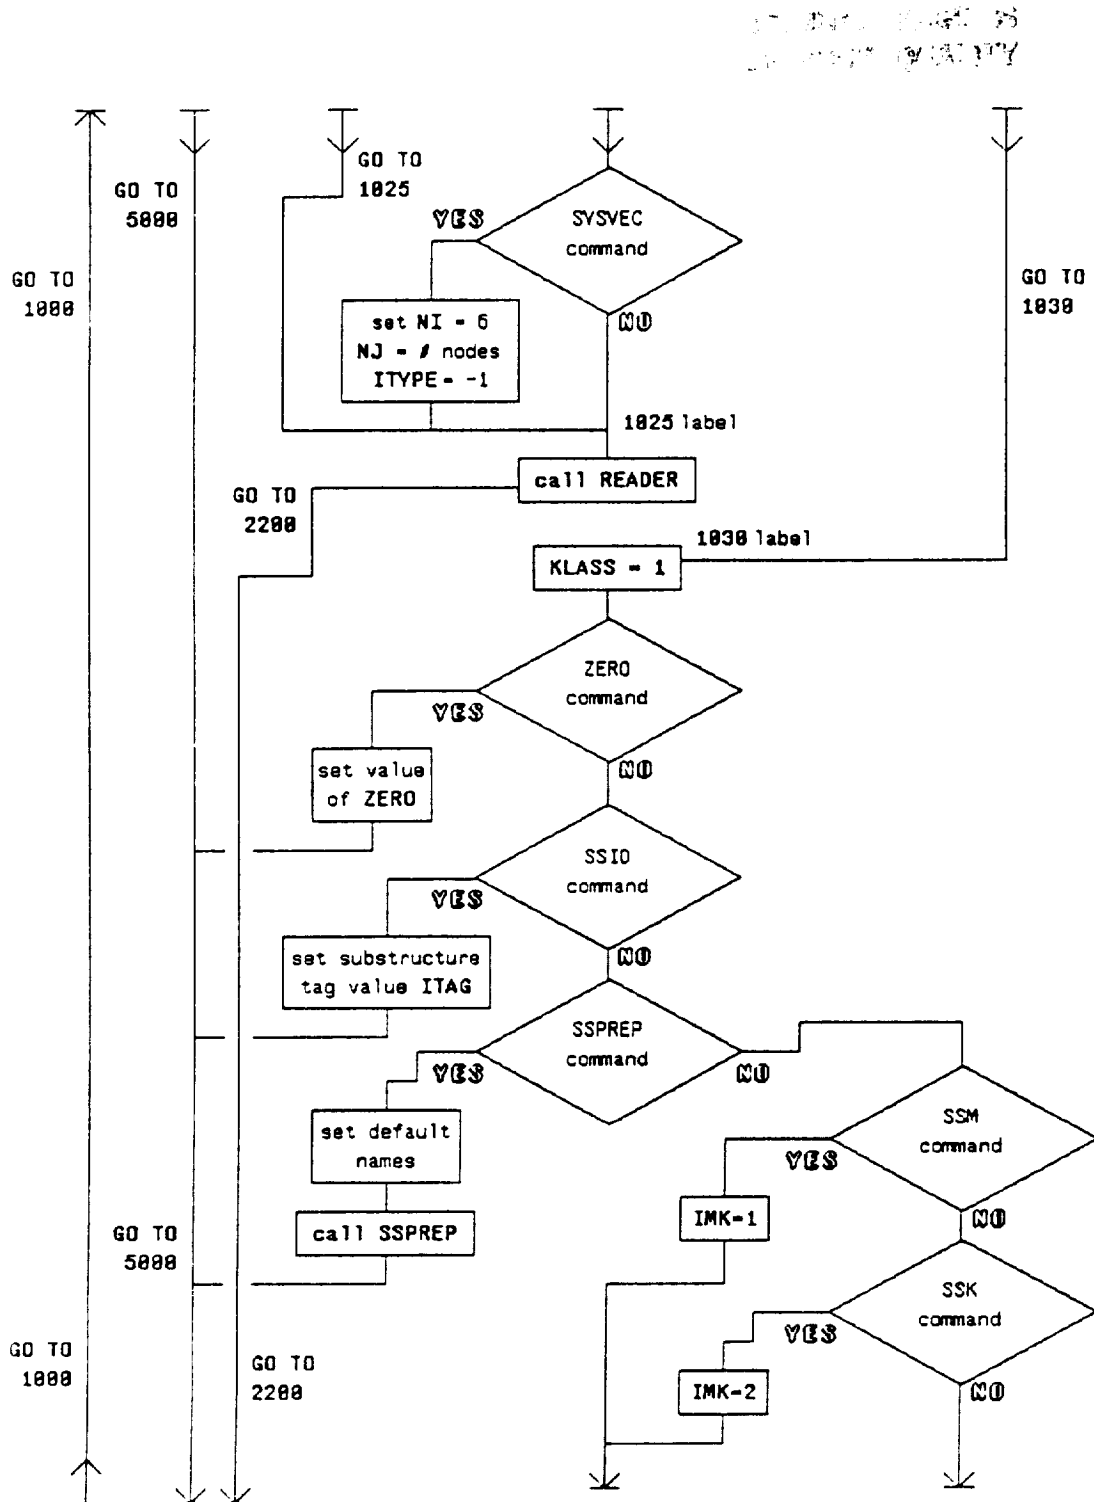 GO TO
1025
GO TO
5000
YES
SYSVEC
command
GO TO
1000
GO TO
1030
set NI = 6
NJ = # nodes
ITYPE = -1
NO
1025 label
call READER
GO TO
2200
1030 label
KLASS = 1
ZERO
command
YES
NO
set value
of ZERO
SSID
command
YES
NO
set substructure
tag value ITAG
SSPREP
command
YES
NO
set default
names
SSM
command
YES
NO
call SSPREP
IMK=1
GO TO
5000
SSK
command
YES
NO
GO TO
1000
GO TO
2200
IMK=2